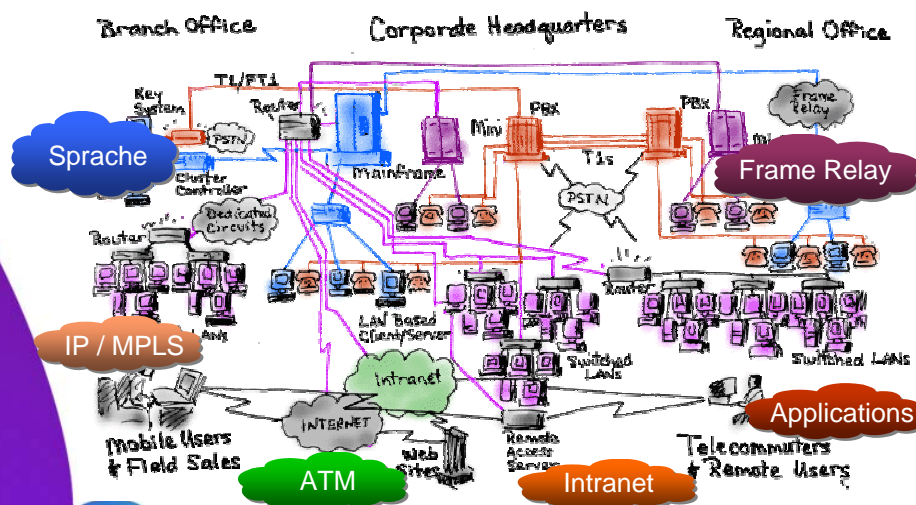 Branch Office
Corporate Headquarters
Regional Office
T1/FT1
Key
System
PSTN
Router
Cluster
Controller
Mainframe
Mini
PBX
T1s
PSTN
PBX
Frame
Relay
Sprache
Frame Relay
Dedicated
Circuits
Router
LAN Based
Client/Server
Switched
LANs
Router
Switched LANs
LANs
IP / MPLS
Intranet
INTERNET
Mobile Users
& Field Sales
Web
Sites
Remote
Access
Server
Telecommuters
& Remote Users
Applications
ATM
Intranet